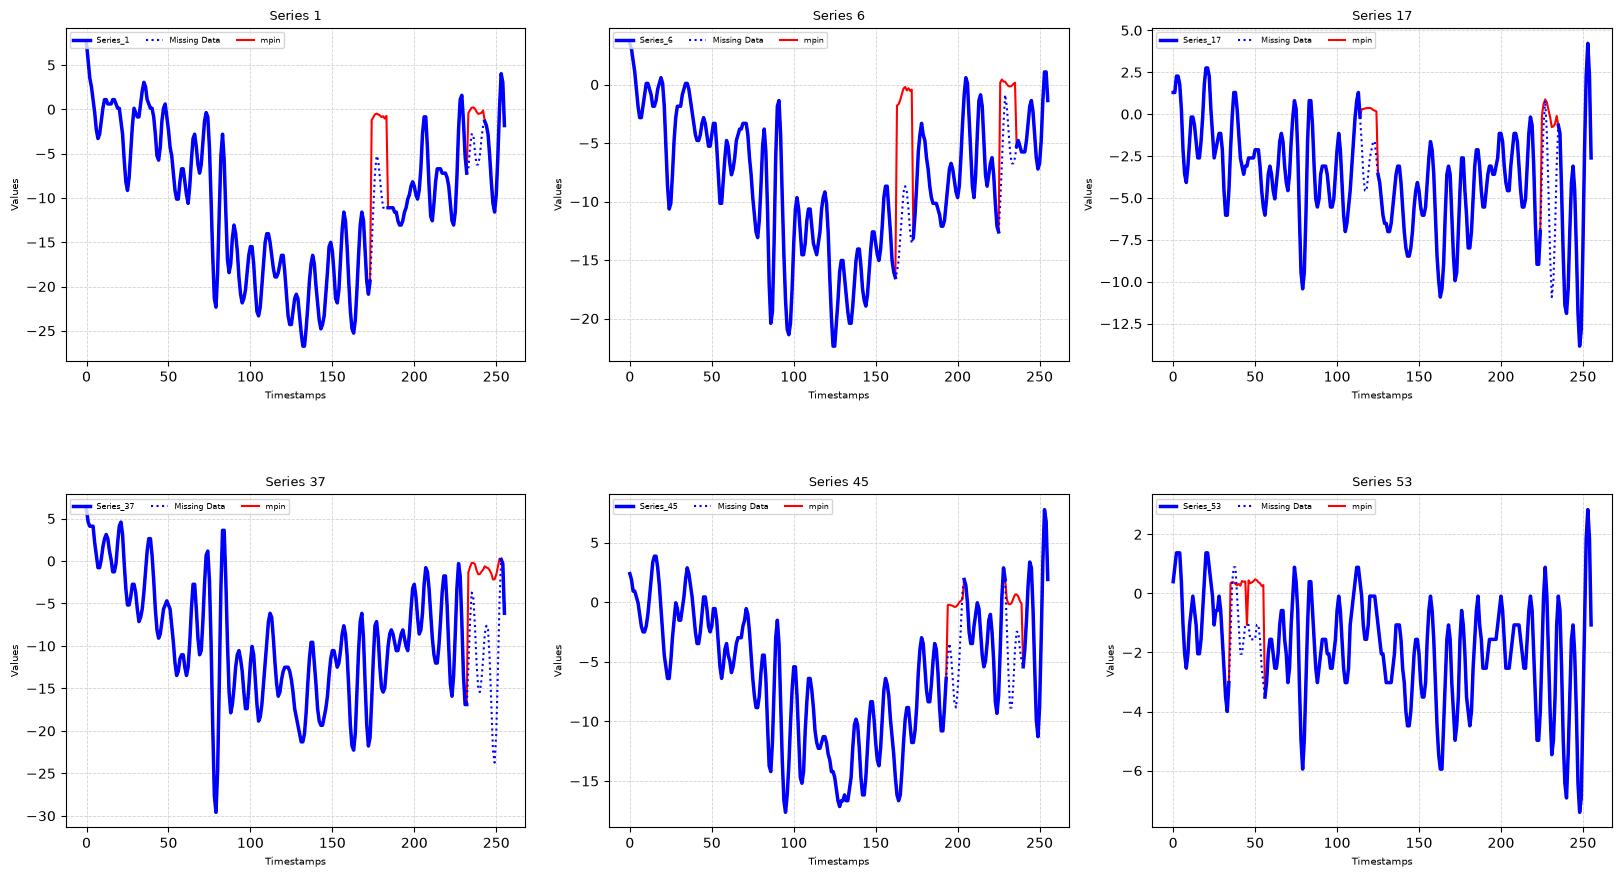 Series 1
Series_1 Missing Data mpin
5
0
−5
−10
−15
−20
−25
Values
0 50 100 150 200 250
Timestamps
Series 6
Series_6 Missing Data mpin
0
−5
−10
−15
−20
Values
0 50 100 150 200 250
Timestamps
Series 17
Series_17 Missing Data mpin
5.0
2.5
0.0
−2.5
−5.0
−7.5
−10.0
−12.5
Values
0 50 100 150 200 250
Timestamps
Series 37
Series_37 Missing Data mpin
5
0
−5
−10
−15
−20
−25
−30
Values
0 50 100 150 200 250
Timestamps
Series 45
Series_45 Missing Data mpin
5
0
−5
−10
−15
Values
0 50 100 150 200 250
Timestamps
Series 53
Series_53 Missing Data mpin
2
0
−2
−4
−6
Values
0 50 100 150 200 250
Timestamps